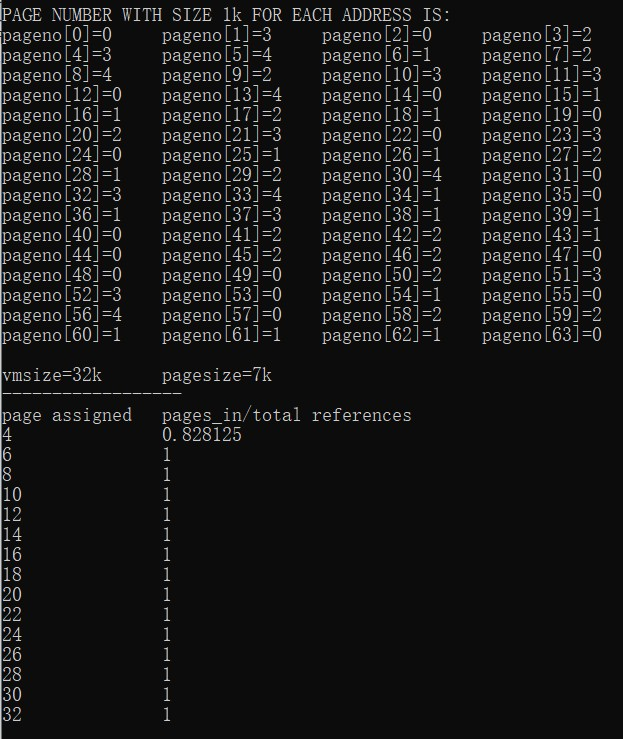 PAGE NUMBER WITH SIZE 1k FOR EACH ADDRESS IS:
pageno[0]=0 pageno[1]=3 pageno[2]=0 pageno[3]=2
pageno[4]=3 pageno[5]=4 pageno[6]=1 pageno[7]=2
pageno[8]=4 pageno[9]=2 pageno[10]=3 pageno[11]=3
pageno[12]=0 pageno[13]=4 pageno[14]=0 pageno[15]=1
pageno[16]=1 pageno[17]=2 pageno[18]=1 pageno[19]=0
pageno[20]=2 pageno[21]=3 pageno[22]=0 pageno[23]=3
pageno[24]=0 pageno[25]=1 pageno[26]=1 pageno[27]=2
pageno[28]=1 pageno[29]=2 pageno[30]=4 pageno[31]=0
pageno[32]=3 pageno[33]=4 pageno[34]=1 pageno[35]=0
pageno[36]=1 pageno[37]=3 pageno[38]=1 pageno[39]=1
pageno[40]=0 pageno[41]=2 pageno[42]=2 pageno[43]=1
pageno[44]=0 pageno[45]=2 pageno[46]=2 pageno[47]=0
pageno[48]=0 pageno[49]=0 pageno[50]=2 pageno[51]=3
pageno[52]=3 pageno[53]=0 pageno[54]=1 pageno[55]=0
pageno[56]=4 pageno[57]=0 pageno[58]=2 pageno[59]=2
pageno[60]=1 pageno[61]=1 pageno[62]=1 pageno[63]=0
vmsize=32k pagesize=7k
------------------
page assigned pages_in/total references
4 0.828125
6 1
8 1
10 1
12 1
14 1
16 1
18 1
20 1
22 1
24 1
26 1
28 1
30 1
32 1